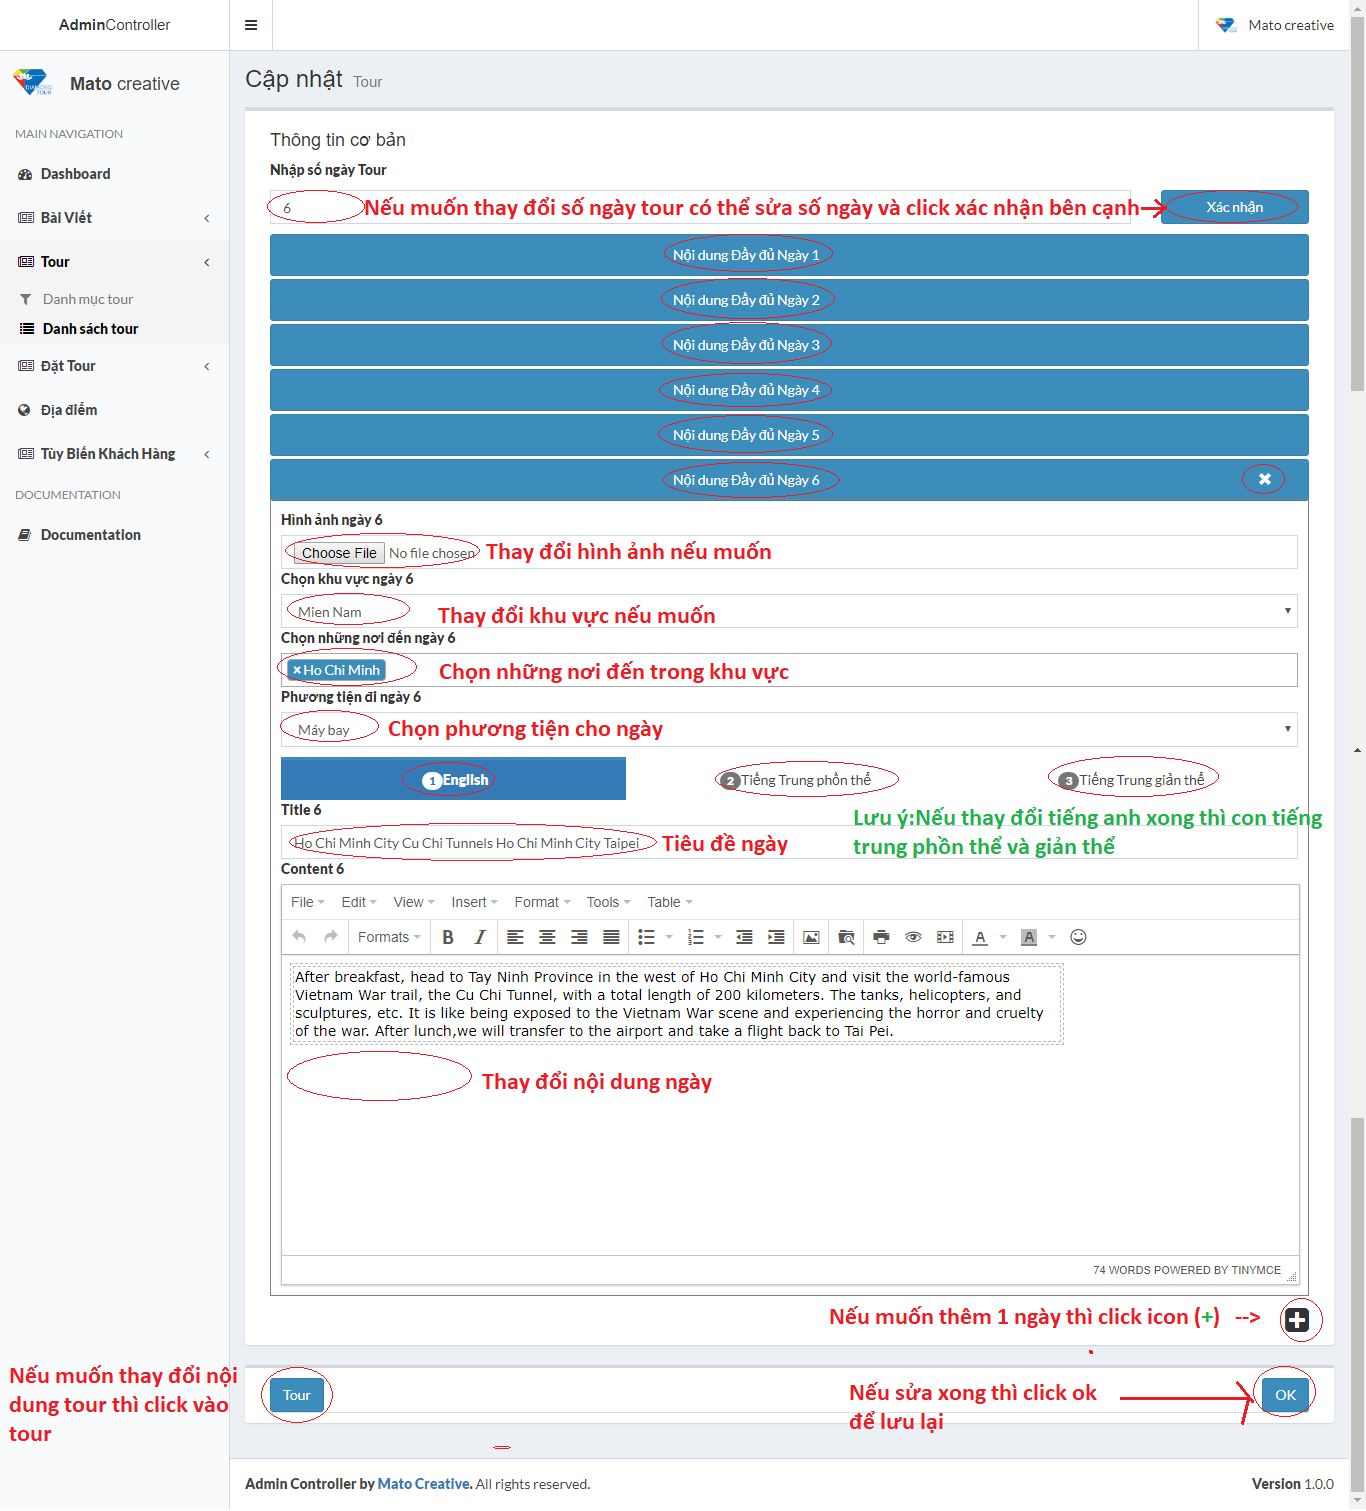 AdminController
Mato creative
Mato creative
MAIN NAVIGATION
Dashboard
Bài Viết
Tour
Danh mục tour
Danh sách tour
Đặt Tour
Địa điểm
Tùy Biến Khách Hàng
DOCUMENTATION
Documentation
Cập nhật Tour
Thông tin cơ bản
Nhập số ngày Tour
6 Nếu muốn thay đổi số ngày tour có thể sửa số ngày và click xác nhận bên cạnh Xác nhận
Nội dung Đầy đủ Ngày 1
Nội dung Đầy đủ Ngày 2
Nội dung Đầy đủ Ngày 3
Nội dung Đầy đủ Ngày 4
Nội dung Đầy đủ Ngày 5
Nội dung Đầy đủ Ngày 6
Hình ảnh ngày 6
Choose File No file chosen Thay đổi hình ảnh nếu muốn
Chọn khu vực ngày 6
Mien Nam Thay đổi khu vực nếu muốn
Chọn những nơi đến ngày 6
×Ho Chi Minh Chọn những nơi đến trong khu vực
Phương tiện đi ngày 6
Máy bay Chọn phương tiện cho ngày
1 English 2 Tiếng Trung phồn thể 3 Tiếng Trung giản thể
Title 6
Lưu ý:Nếu thay đổi tiếng anh xong thì con tiếng
trung phồn thể và giản thể
Ho Chi Minh City Cu Chi Tunnels Ho Chi Minh City Taipei Tiêu đề ngày
Content 6
File Edit View Insert Format Tools Table
Formats B I A A
After breakfast, head to Tay Ninh Province in the west of Ho Chi Minh City and visit the world-famous
Vietnam War trail, the Cu Chi Tunnel, with a total length of 200 kilometers. The tanks, helicopters, and
sculptures, etc. It is like being exposed to the Vietnam War scene and experiencing the horror and cruelty
of the war. After lunch,we will transfer to the airport and take a flight back to Tai Pei.
Thay đổi nội dung ngày
74 WORDS POWERED BY TINYMCE
Nếu muốn thêm 1 ngày thì click icon (+) -->
Nếu muốn thay đổi nội
dung tour thì click vào
tour
Tour
Nếu sửa xong thì click ok
để lưu lại
OK
Admin Controller by Mato Creative. All rights reserved.
Version 1.0.0